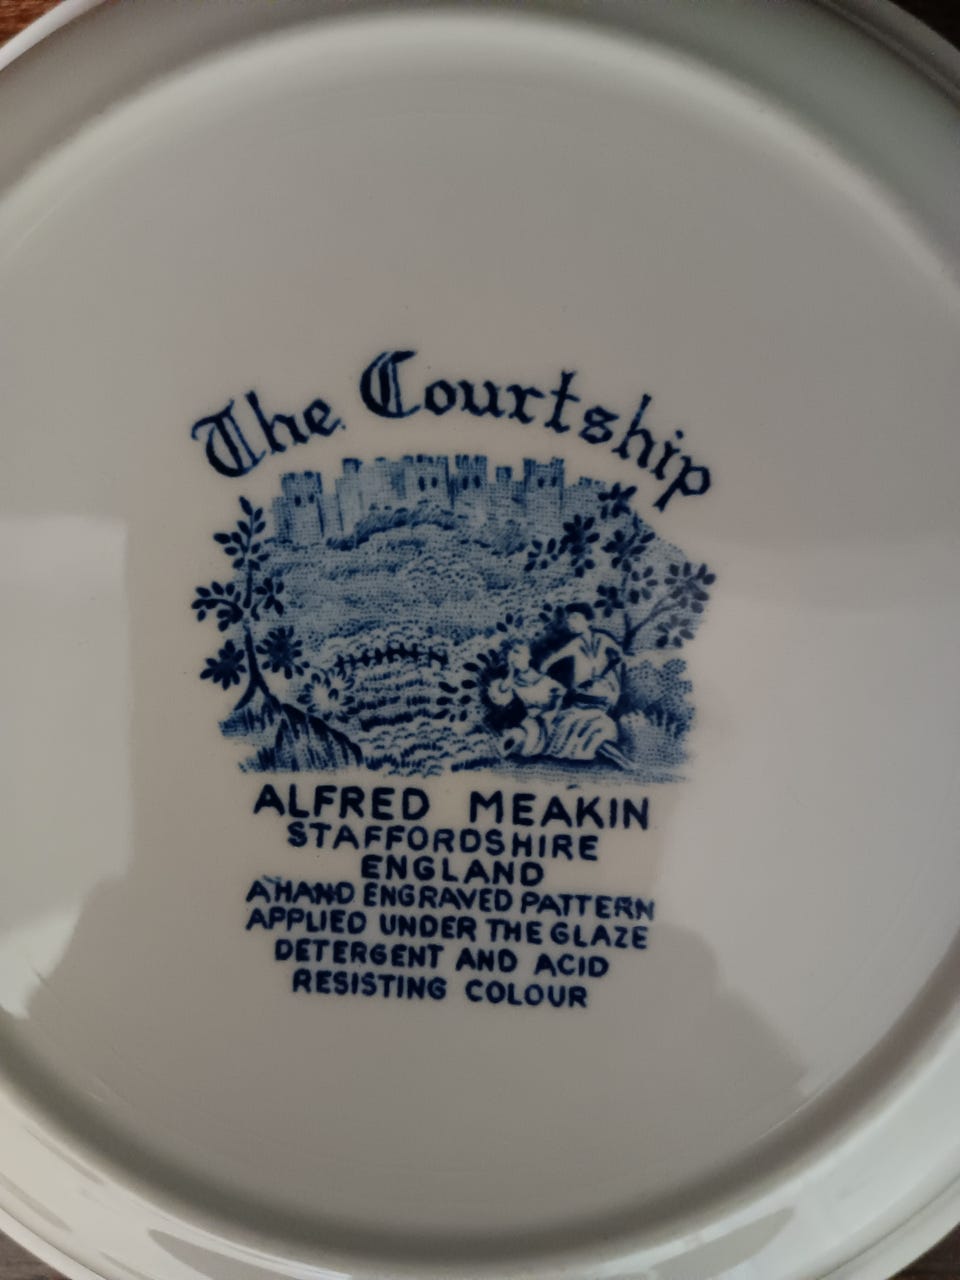 The Courtship
ALFRED MEAKIN
STAFFORDSHIRE
ENGLAND
A HAND ENGRAVED PATTERN
APPLIED UNDER THE GLAZE
DETERGENT AND ACID
RESISTING COLOUR